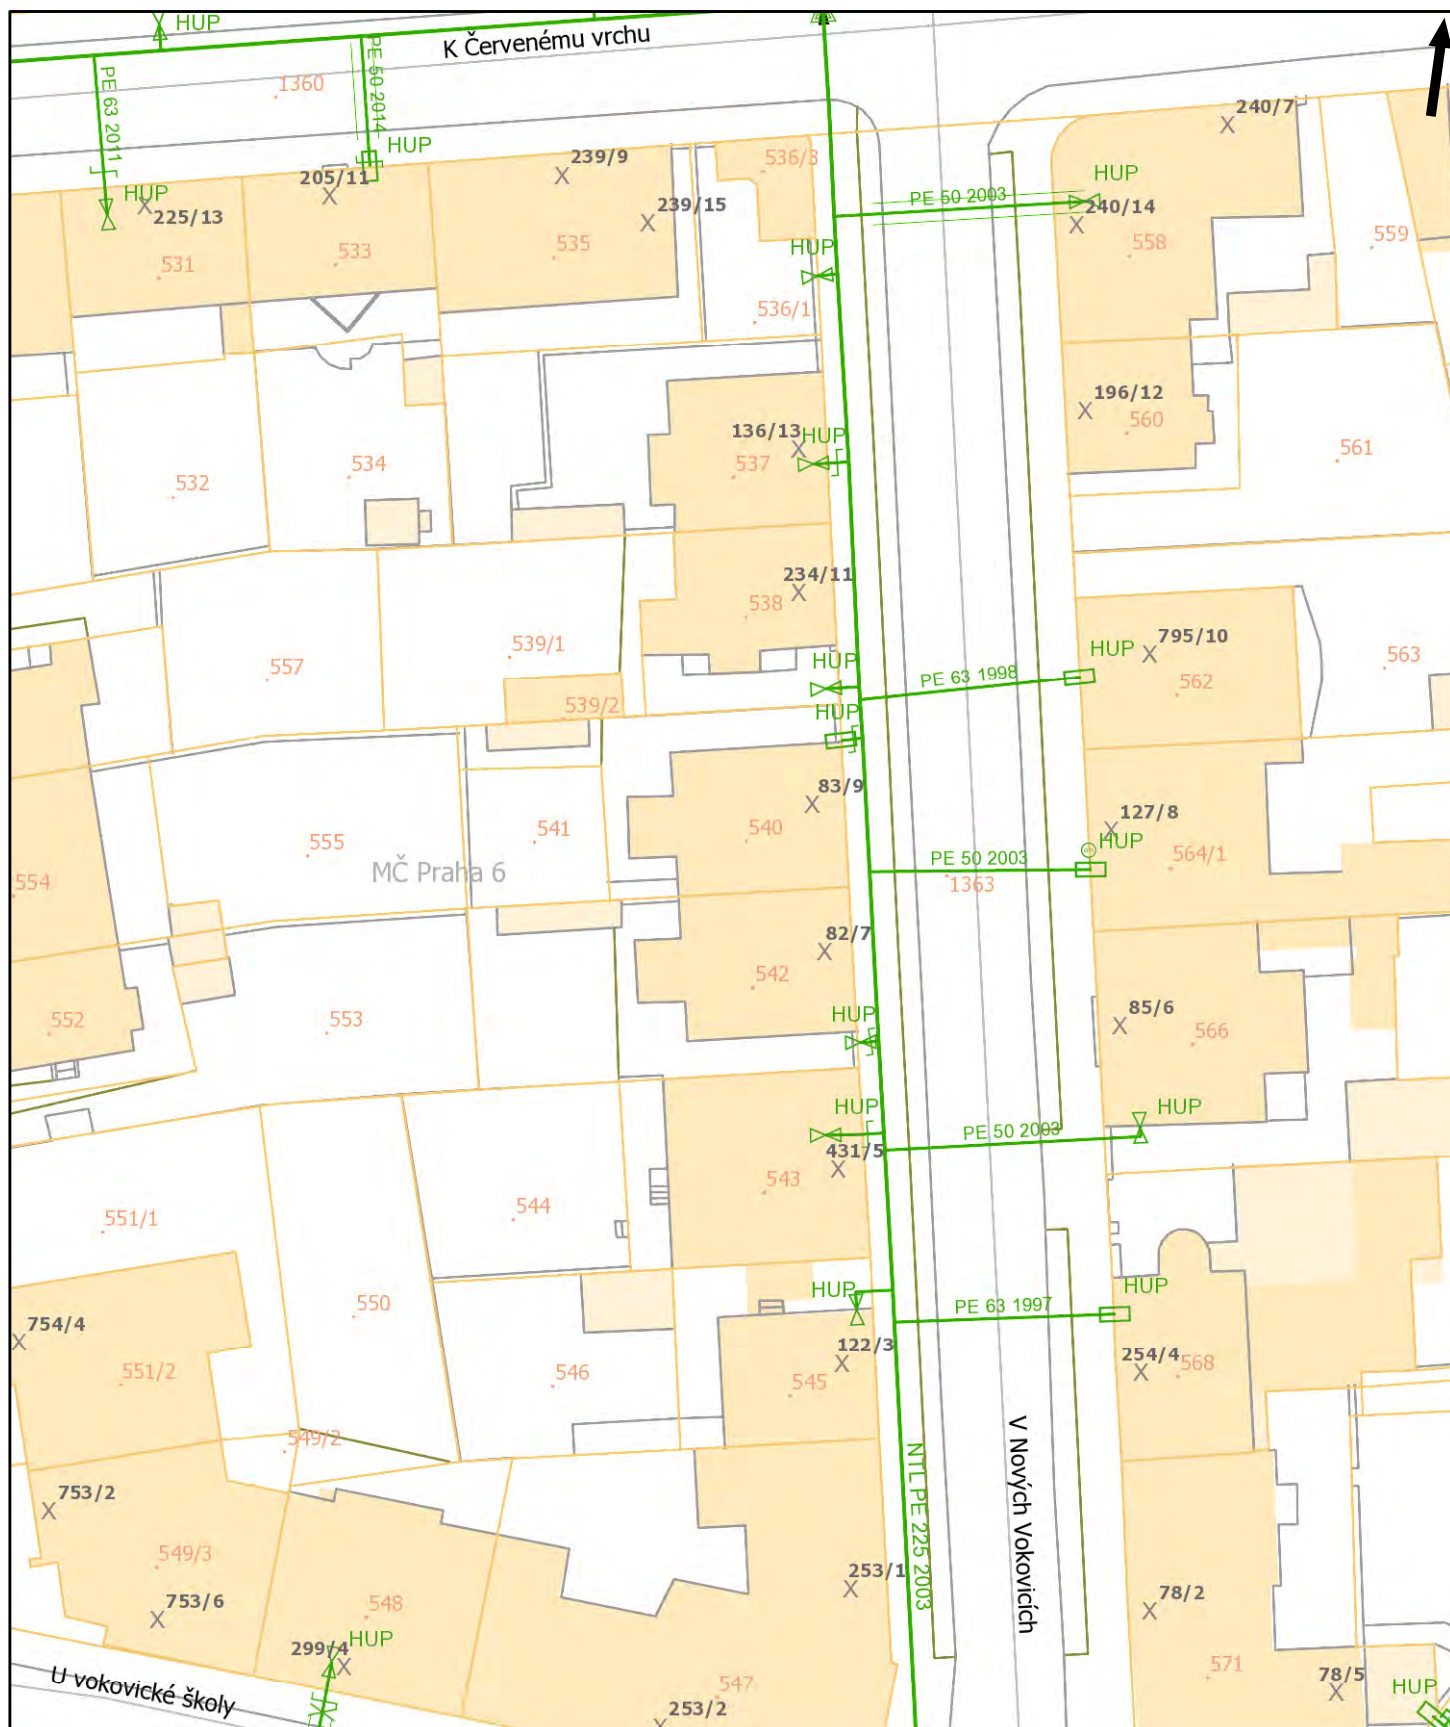 HUP
K Červenému vrchu
PE 63 2011
PE 50 2014
1360
HUP
240/7
239/9
205/11
536/3
HUP
HUP
PE 50 2003
225/13
239/15
240/14
531
533
535
558
559
HUP
536/1
196/12
560
136/13
HUP
537
561
532
534
234/11
538
795/10
HUP
539/1
HUP
563
557
PE 63 1998
562
539/2
HUP
83/9
127/8
HUP
555
541
540
PE 50 2003
564/1
MČ Praha 6
554
1363
82/7
542
HUP
85/6
552
553
566
HUP
HUP
PE 50 2003
431/5
543
544
551/1
HUP
HUP
550
PE 63 1997
754/4
122/3
254/4
551/2
546
545
568
V Nových Vokovicích
549/2
NTL PE 225 2003
753/2
549/3
253/1
753/6
548
78/2
HUP
299/4
U vokovické školy
547
571
78/5
HUP
253/2